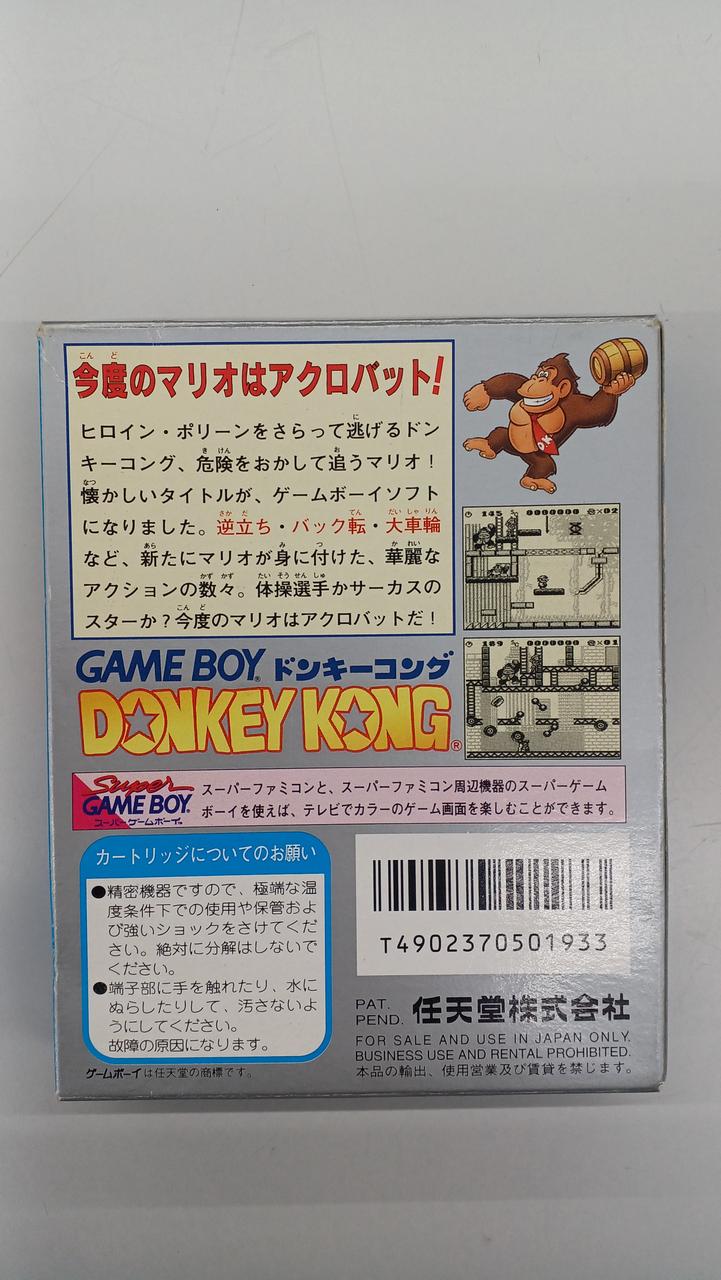 今度のマリオはアクロバット!
ヒロイン・ポリーンをさらって逃げるドン
キーコング、危険をおかして追うマリオ!
懐かしいタイトルが、ゲームボーイソフト
になりました。逆立ち・バック転・大車輪
など、新たにマリオが身に付けた、華麗な
アクションの数々。体操選手かサーカスの
スターか?今度のマリオはアクロバットだ!
GAME BOY® ドンキーコング
DONKEY KONG®
Super
GAME BOY®
スーパーゲームボーイ®
スーパーファミコンと、スーパーファミコン周辺機器のスーパーゲーム
ボーイを使えば、テレビでカラーのゲーム画面を楽しむことができます。
カートリッジについてのお願い
●精密機器ですので、極端な温
度条件下での使用や保管およ
び強いショックをさけてくだ
さい。絶対に分解はしないで
ください。
●端子部に手を触れたり、水に
ぬらしたりして、汚さないよ
うにしてください。
故障の原因になります。
ゲームボーイは任天堂の商標です。
T4902370501933
PAT.
PEND. 任天堂株式会社
FOR SALE AND USE IN JAPAN ONLY.
BUSINESS USE AND RENTAL PROHIBITED.
本品の輸出、使用営業及び賃貸を禁じます。